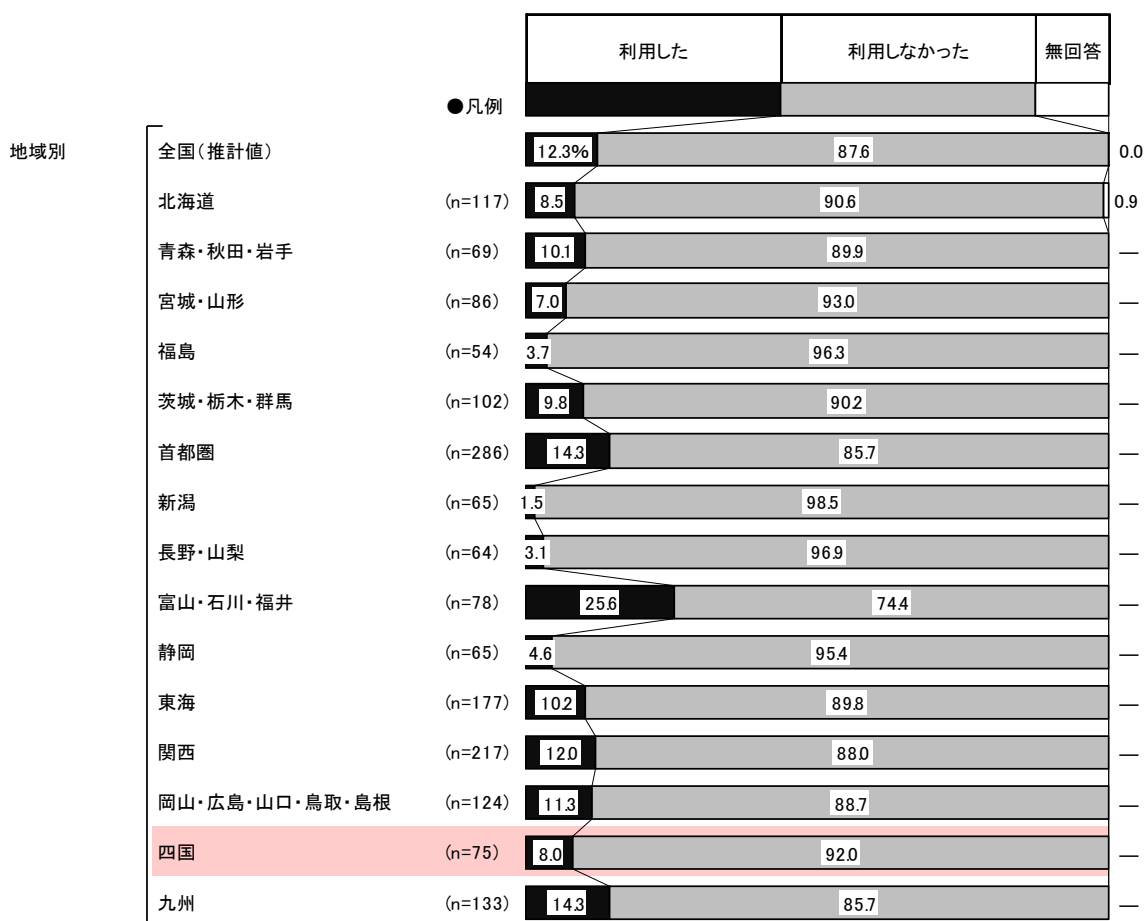 利用した 利用しなかった 無回答
●凡例
地域別 全国(推計値) 12.3% 87.6 0.0
北海道 (n=117) 8.5 90.6 0.9
青森・秋田・岩手 (n=69) 10.1 89.9 ―
宮城・山形 (n=86) 7.0 93.0 ―
福島 (n=54) 3.7 96.3 ―
茨城・栃木・群馬 (n=102) 9.8 90.2 ―
首都圏 (n=286) 14.3 85.7 ―
新潟 (n=65) 1.5 98.5 ―
長野・山梨 (n=64) 3.1 96.9 ―
富山・石川・福井 (n=78) 25.6 74.4 ―
静岡 (n=65) 4.6 95.4 ―
東海 (n=177) 10.2 89.8 ―
関西 (n=217) 12.0 88.0 ―
岡山・広島・山口・鳥取・島根 (n=124) 11.3 88.7 ―
四国 (n=75) 8.0 92.0 ―
九州 (n=133) 14.3 85.7 ―